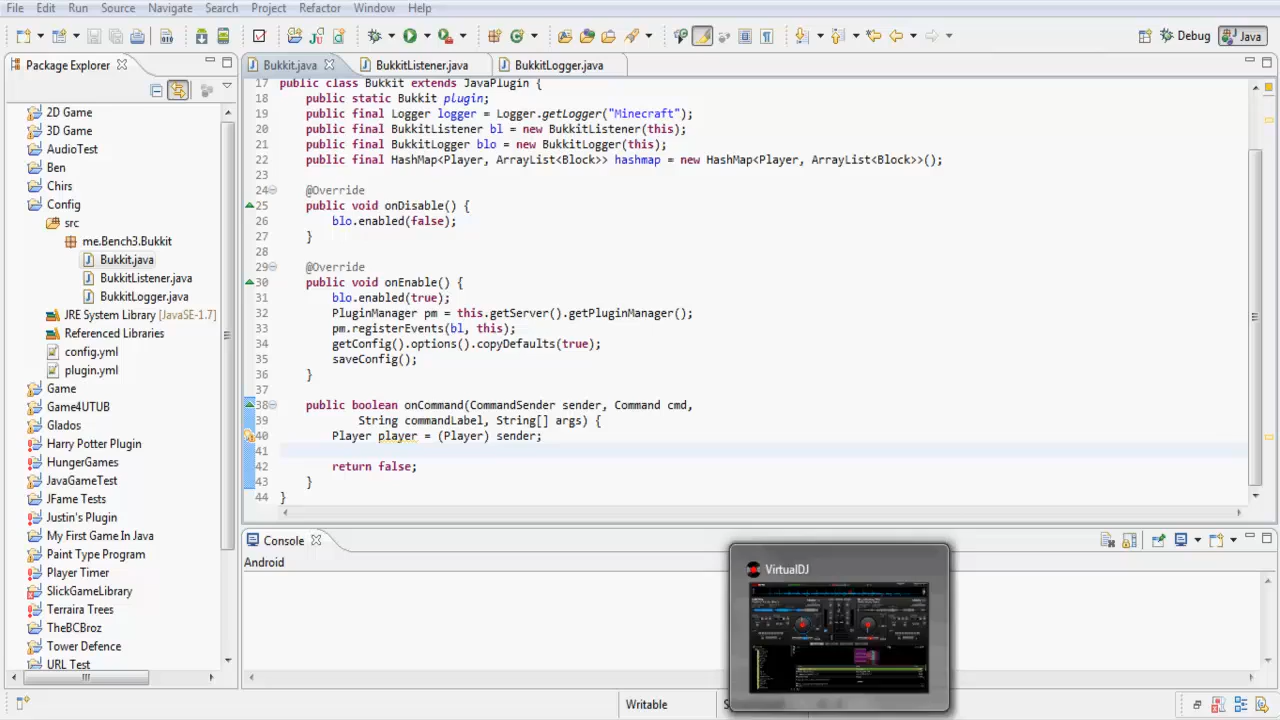 File Edit Run Source Navigate Search Project Refactor Window Help
Debug Java
Package Explorer
Bukkit.java BukkitListener.java BukkitLogger.java
2D Game
3D Game
AudioTest
Ben
Chirs
Config
src
me.Bench3.Bukkit
Bukkit.java
BukkitListener.java
BukkitLogger.java
JRE System Library [JavaSE-1.7]
Referenced Libraries
config.yml
plugin.yml
Game
Game4UTUB
Glados
Harry Potter Plugin
HungerGames
JavaGameTest
JFame Tests
Justin's Plugin
My First Game In Java
Paint Type Program
Player Timer
Terraria Trees
Tower Defence
URL Test
17 public class Bukkit extends JavaPlugin {
18 public static Bukkit plugin;
19 public final Logger logger = Logger.getLogger("Minecraft");
20 public final BukkitListener bl = new BukkitListener(this);
21 public final BukkitLogger blo = new BukkitLogger(this);
22 public final HashMap<Player, ArrayList<Block>> hashmap = new HashMap<Player, ArrayList<Block>>();
23
24 @Override
25 public void onDisable() {
26 blo.enabled(false);
27 }
28
29 @Override
30 public void onEnable() {
31 blo.enabled(true);
32 PluginManager pm = this.getServer().getPluginManager();
33 pm.registerEvents(bl, this);
34 getConfig().options().copyDefaults(true);
35 saveConfig();
36 }
37
38 public boolean onCommand(CommandSender sender, Command cmd,
39 String commandLabel, String[] args) {
40 Player player = (Player) sender;
41
42 return false;
43 }
44 }
Console
Android
VirtualDJ
Writable